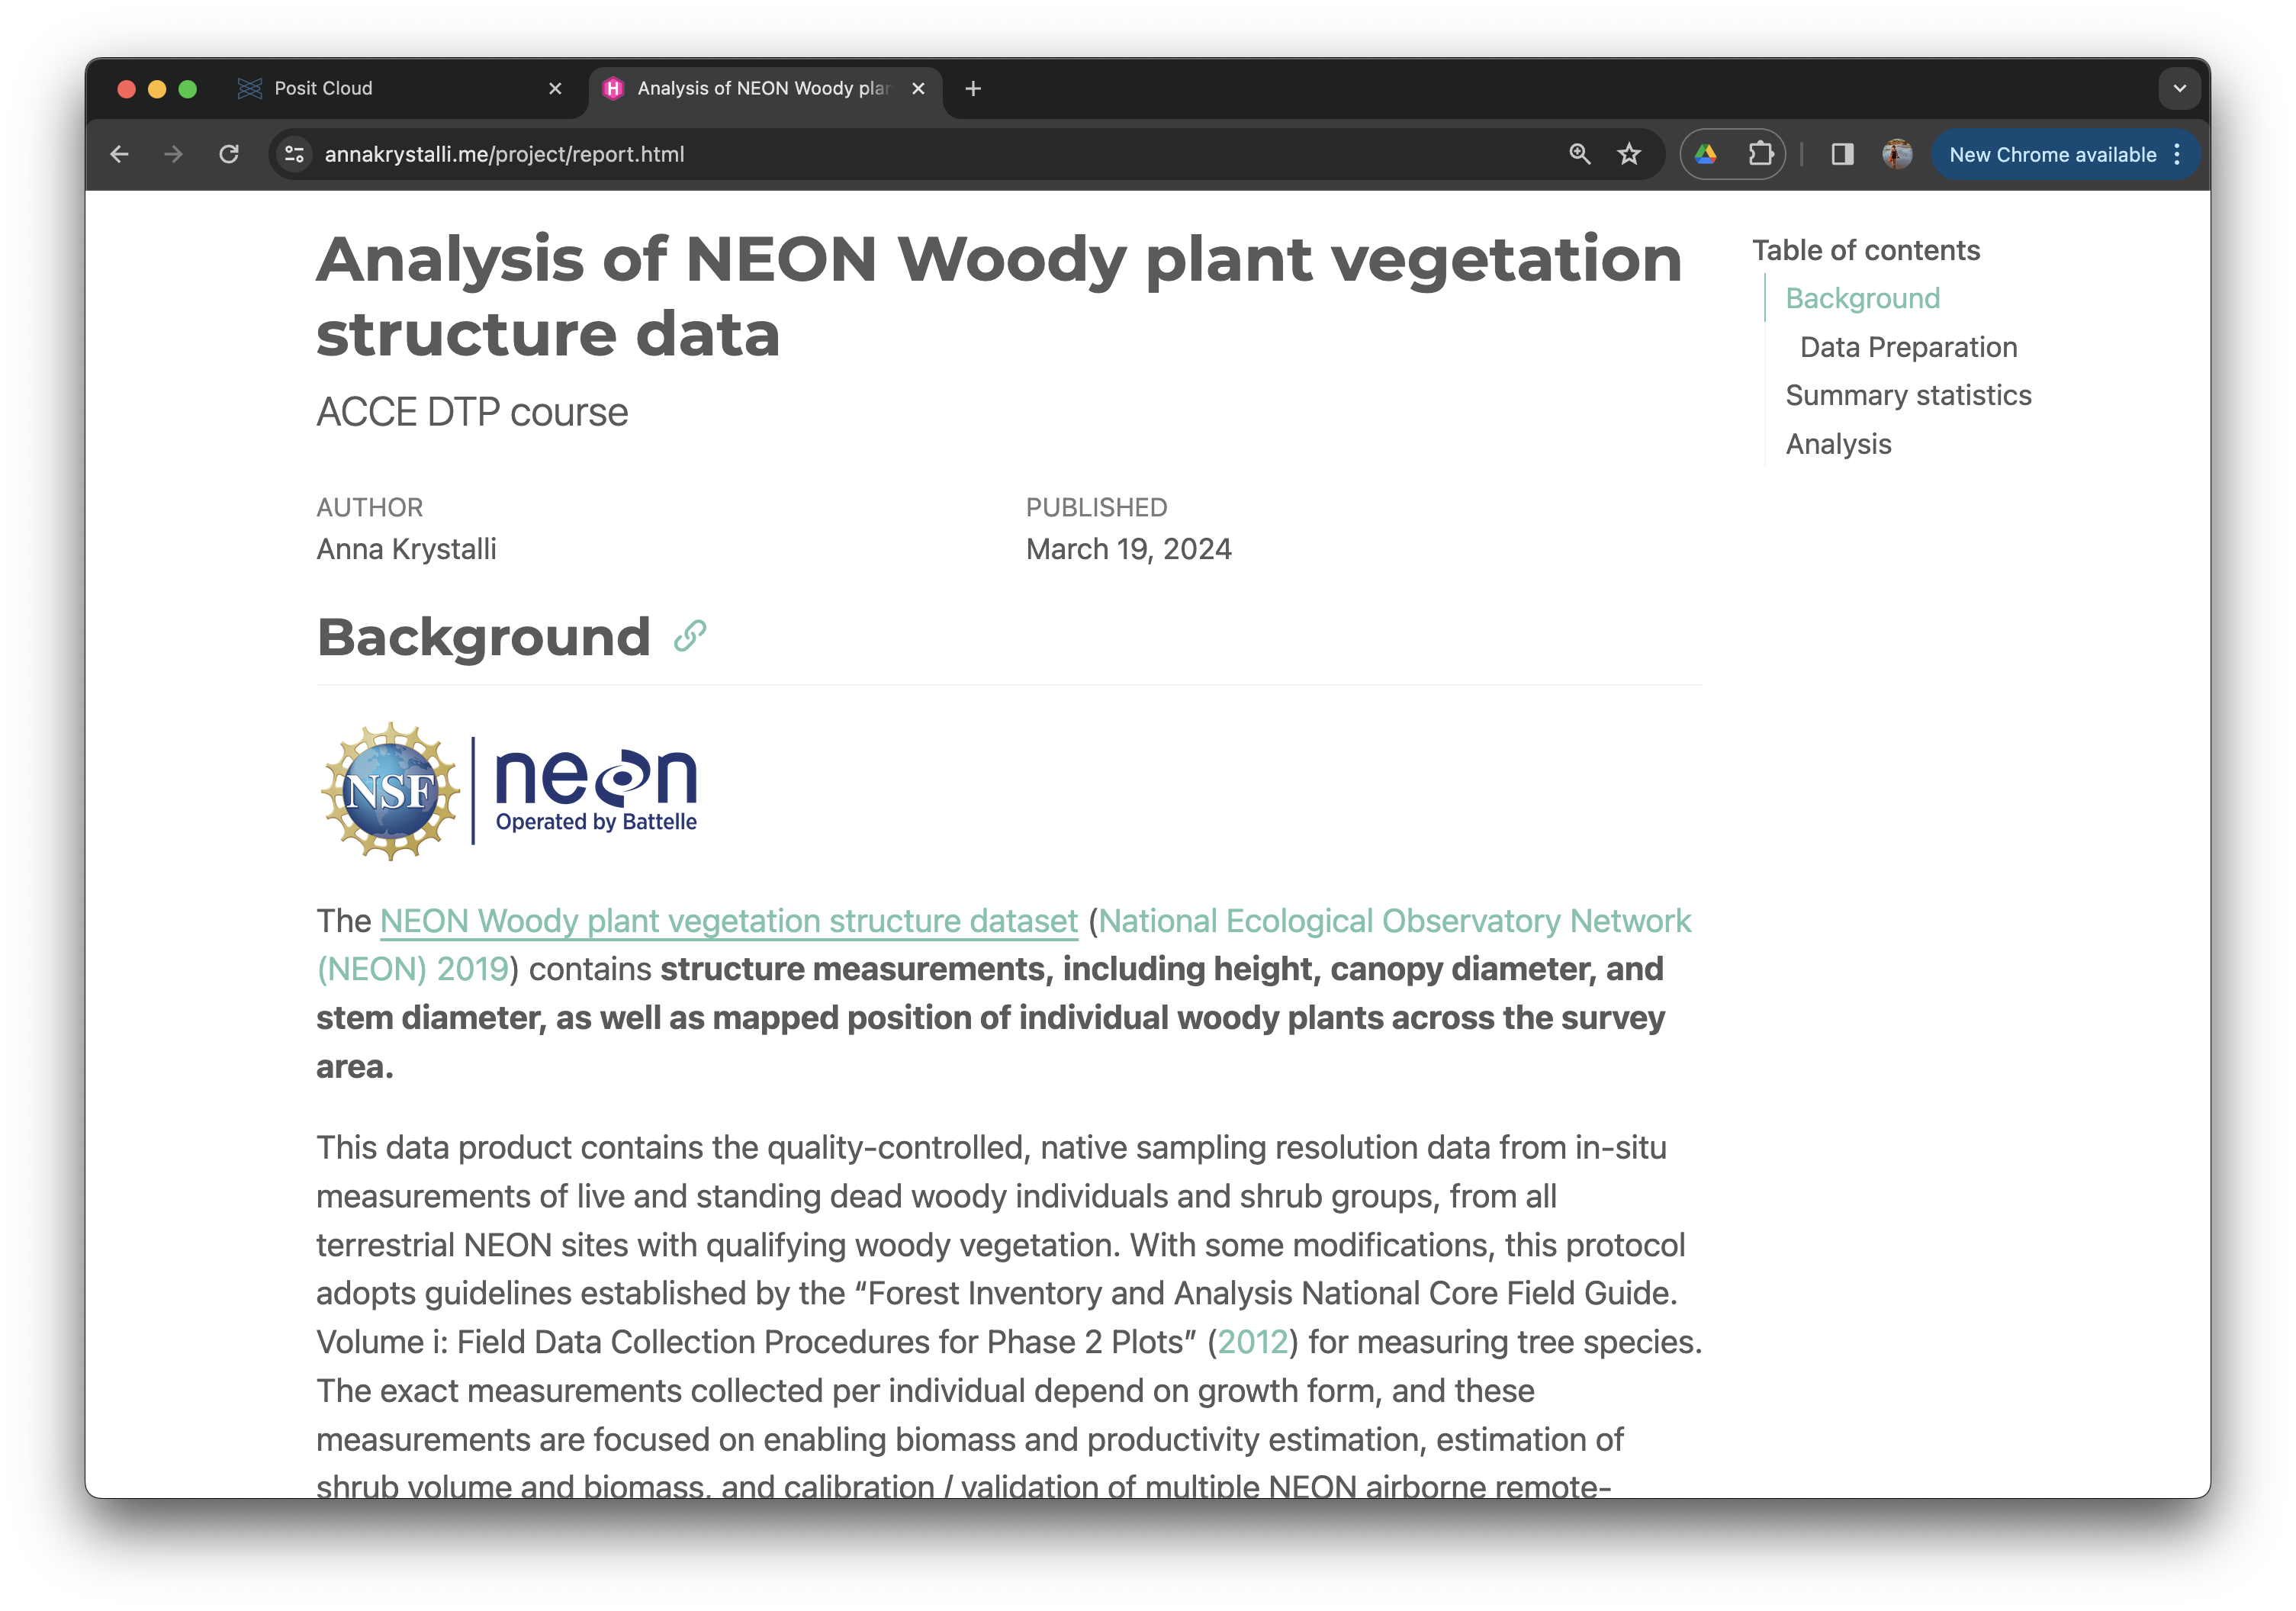 Posit Cloud
Analysis of NEON Woody plan
annakrystalli.me/project/report.html
New Chrome available
Analysis of NEON Woody plant vegetation
structure data
ACCE DTP course
AUTHOR
Anna Krystalli
PUBLISHED
March 19, 2024
Table of contents
Background
Data Preparation
Summary statistics
Analysis
Background
NSF
neon
Operated by Battelle
The NEON Woody plant vegetation structure dataset (National Ecological Observatory Network
(NEON) 2019) contains structure measurements, including height, canopy diameter, and
stem diameter, as well as mapped position of individual woody plants across the survey
area.
This data product contains the quality-controlled, native sampling resolution data from in-situ
measurements of live and standing dead woody individuals and shrub groups, from all
terrestrial NEON sites with qualifying woody vegetation. With some modifications, this protocol
adopts guidelines established by the “Forest Inventory and Analysis National Core Field Guide.
Volume i: Field Data Collection Procedures for Phase 2 Plots” (2012) for measuring tree species.
The exact measurements collected per individual depend on growth form, and these
measurements are focused on enabling biomass and productivity estimation, estimation of
shrub volume and biomass, and calibration / validation of multiple NEON airborne remote-